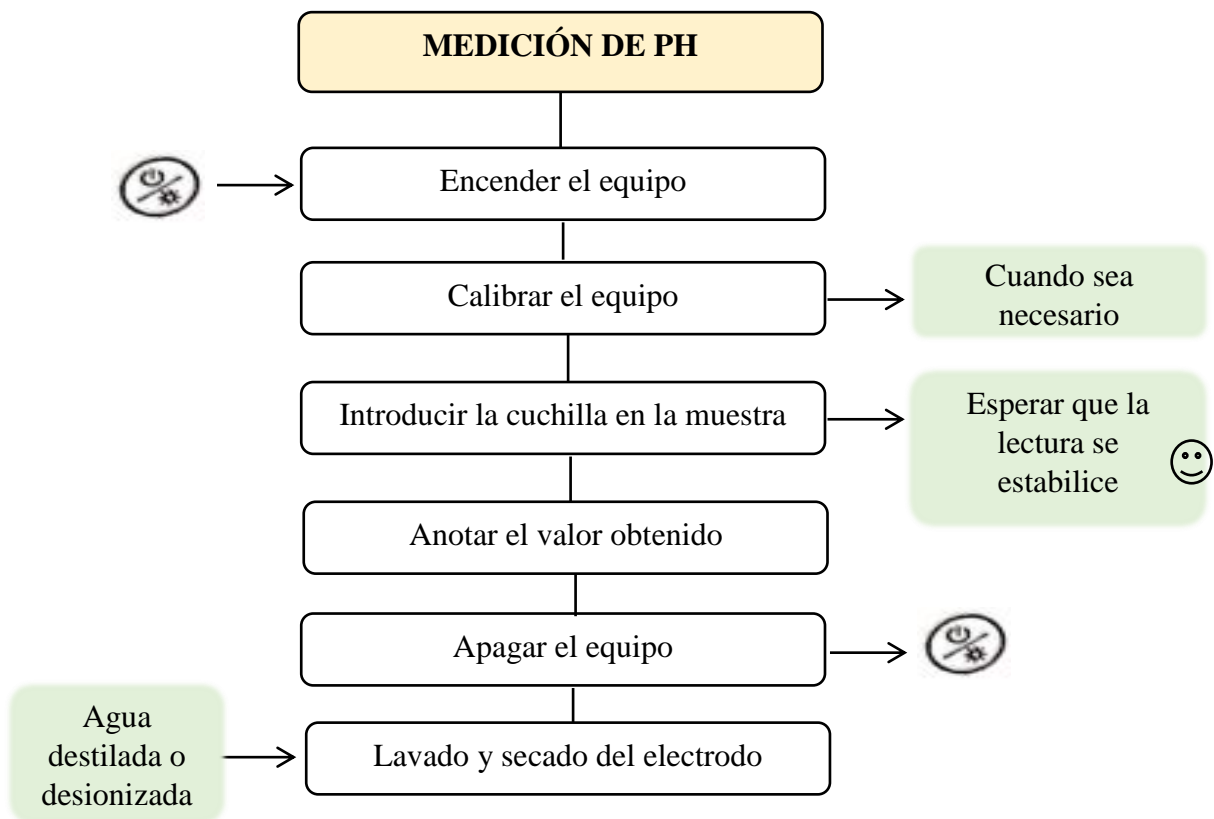 MEDICIÓN DE PH
Encender el equipo
Calibrar el equipo
Cuando sea
necesario
Introducir la cuchilla en la muestra
Esperar que la
lectura se
estabilice
Anotar el valor obtenido
Apagar el equipo
Agua
destilada o
desionizada
Lavado y secado del electrodo